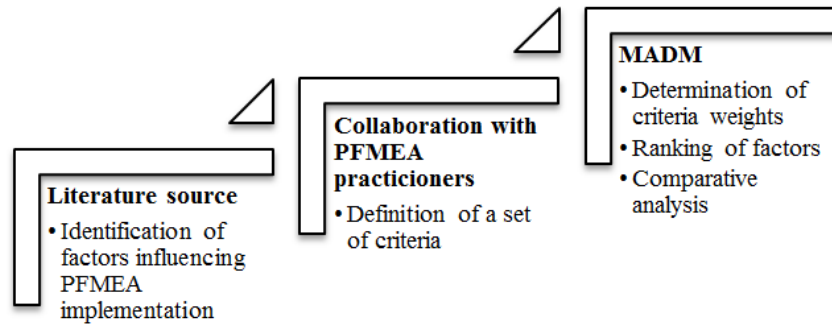 Literature source
• Identification of
factors influencing
PFMEA
implementation
Collaboration with
PFMEA
practicioners
• Definition of a set
of criteria
MADM
• Determination of
criteria weights
• Ranking of factors
• Comparative
analysis